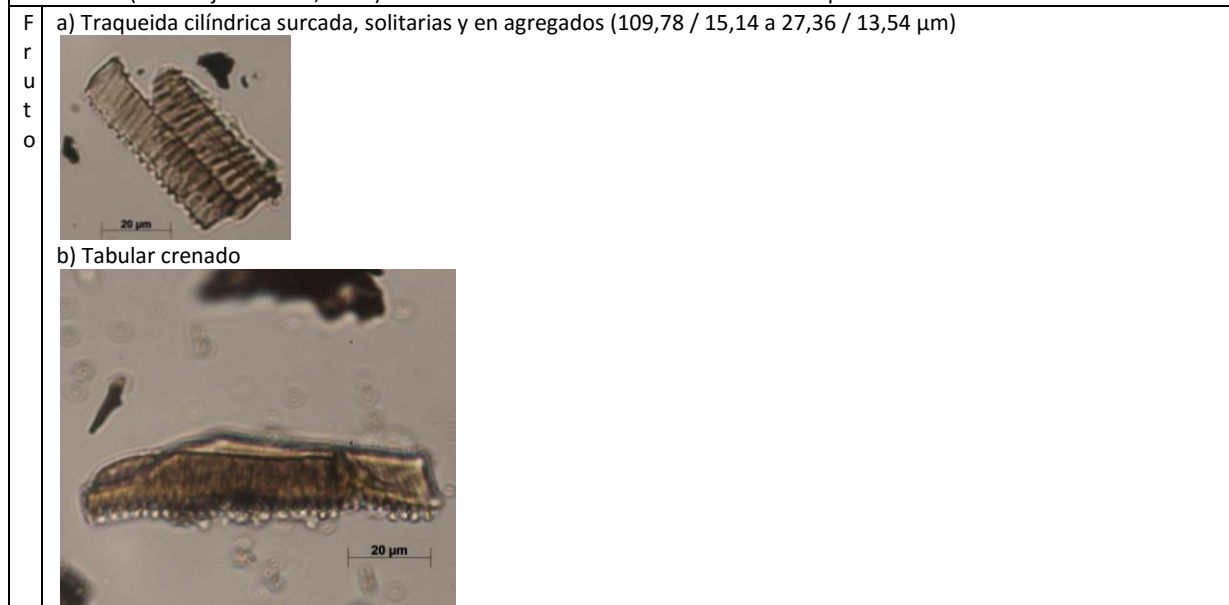 F
r
u
t
o
a) Traqueida cilíndrica surcada, solitarias y en agregados (109,78 / 15,14 a 27,36 / 13,54 µm)
20 µm
b) Tabular crenado
20 µm